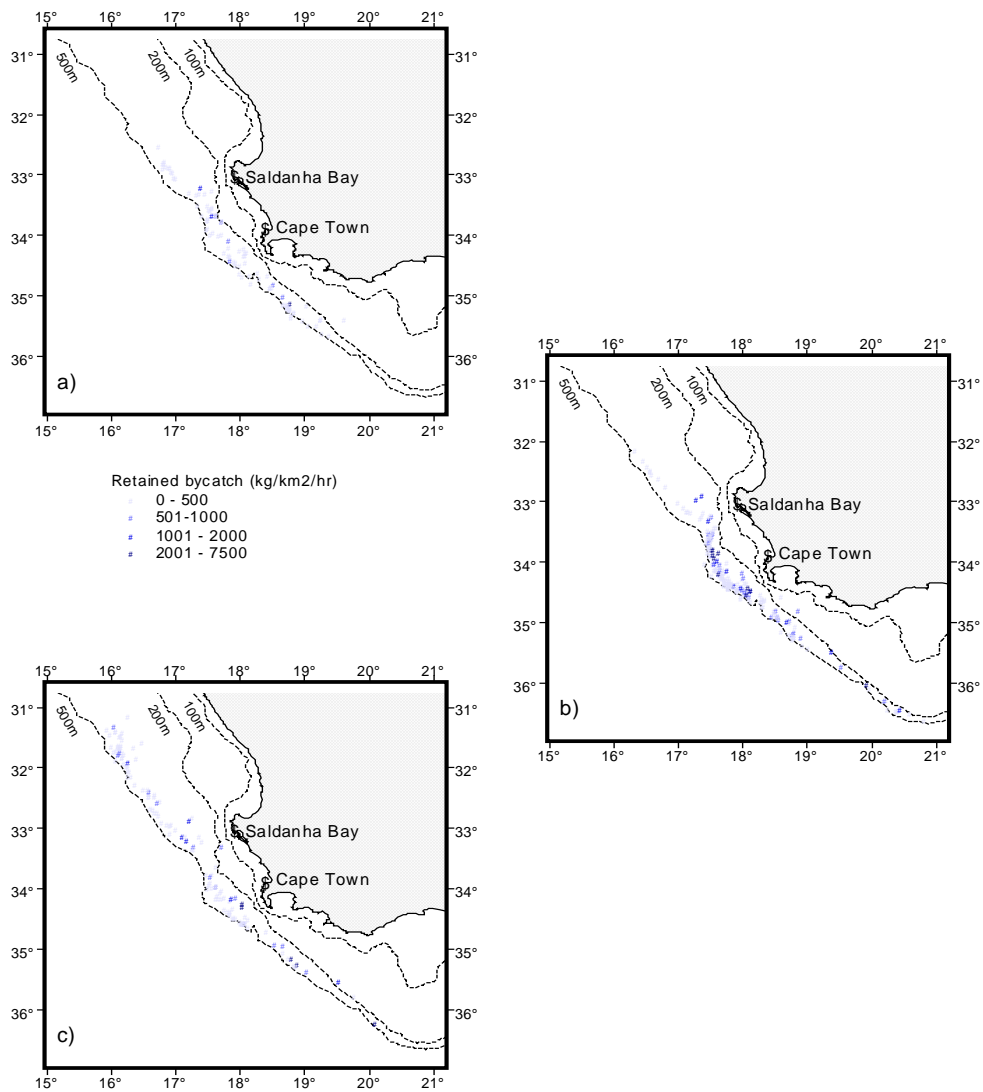 15° 16° 17° 18° 19° 20° 21°
31° 31°
500m 200m 100m
32° 32°
33° Saldanha Bay 33°
34° Cape Town 34°
35° 35°
36° 36°
a)
15° 16° 17° 18° 19° 20° 21°
Retained bycatch (kg/km2/hr)
0 - 500
501-1000
1001 - 2000
2001 - 7500
15° 16° 17° 18° 19° 20° 21°
31° 31°
500m 200m 100m
32° 32°
33° Saldanha Bay 33°
34° Cape Town 34°
35° 35°
36° 36°
b)
15° 16° 17° 18° 19° 20° 21°
15° 16° 17° 18° 19° 20° 21°
31° 31°
500m 200m 100m
32° 32°
33° Saldanha Bay 33°
34° Cape Town 34°
35° 35°
36° 36°
c)
15° 16° 17° 18° 19° 20° 21°